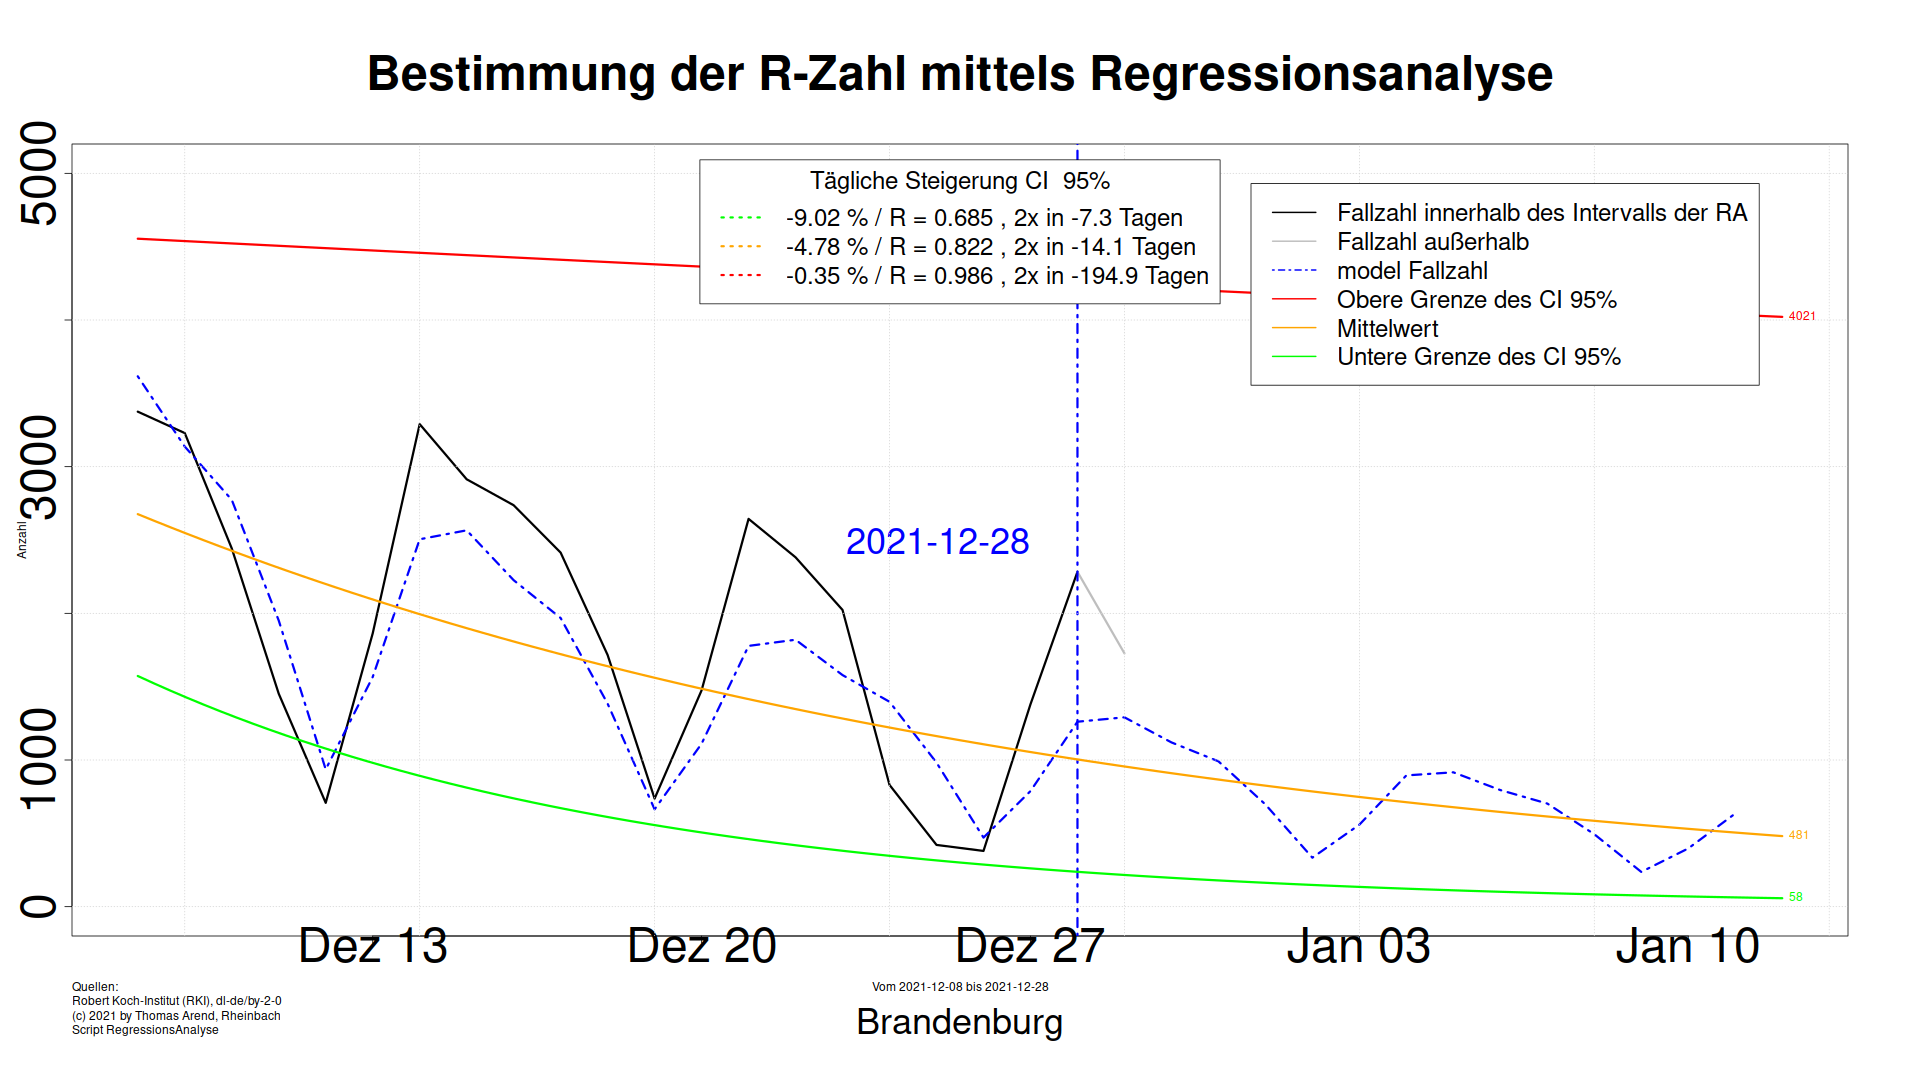 Bestimmung der R-Zahl mittels Regressionsanalyse
Anzahl
5000
3000
1000
0
Tägliche Steigerung CI  95%
-9.02 % / R = 0.685 , 2x in -7.3 Tagen
-4.78 % / R = 0.822 , 2x in -14.1 Tagen
-0.35 % / R = 0.986 , 2x in -194.9 Tagen
Fallzahl innerhalb des Intervalls der RA
Fallzahl außerhalb
model Fallzahl
Obere Grenze des CI 95%
Mittelwert
Untere Grenze des CI 95%
4021
2021-12-28
481
58
Dez 13
Dez 20
Dez 27
Jan 03
Jan 10
Quellen:
Robert Koch-Institut (RKI), dl-de/by-2-0
(c) 2021 by Thomas Arend, Rheinbach
Script RegressionsAnalyse
Vom 2021-12-08 bis 2021-12-28
Brandenburg